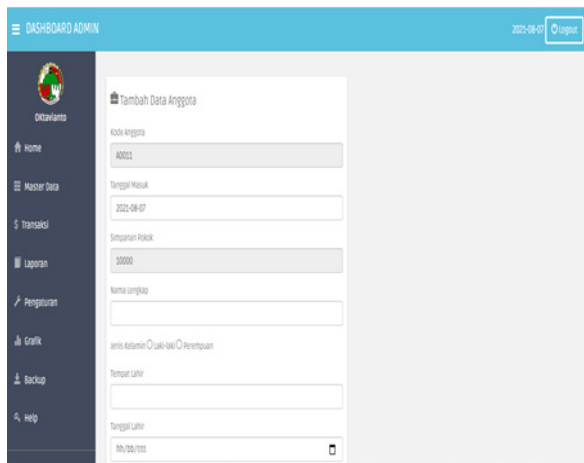 DASHBOARD ADMIN
2021-08-07 Logout
Oktavianto
Home
Master Data
Transaksi
Laporan
Pengaturan
Grafik
Backup
Help
Tambah Data Anggota
Kode Anggota
A0011
Tanggal Masuk
2021-08-07
Simpanan Pokok
10000
Nama Lengkap
Jenis Kelamin Laki-laki Perempuan
Tempat Lahir
Tanggal Lahir
hh/bb/tttt